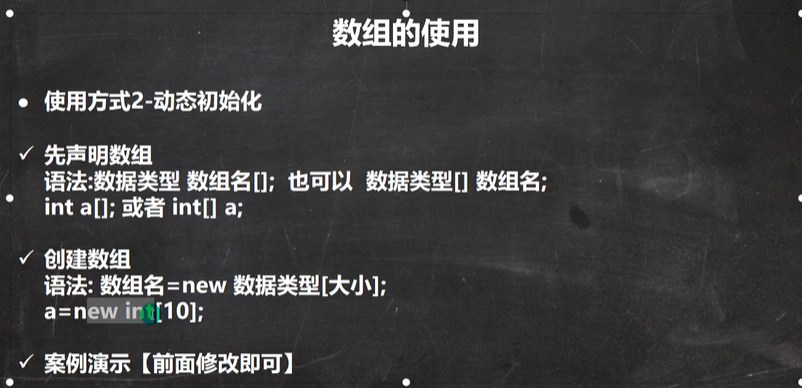 数组的使用
● 使用方式2-动态初始化
✓ 先声明数组
语法:数据类型 数组名[]; 也可以 数据类型[] 数组名;
int a[]; 或者 int[] a;
✓ 创建数组
语法: 数组名=new 数据类型[大小];
a=new int[10];
✓ 案例演示【前面修改即可】